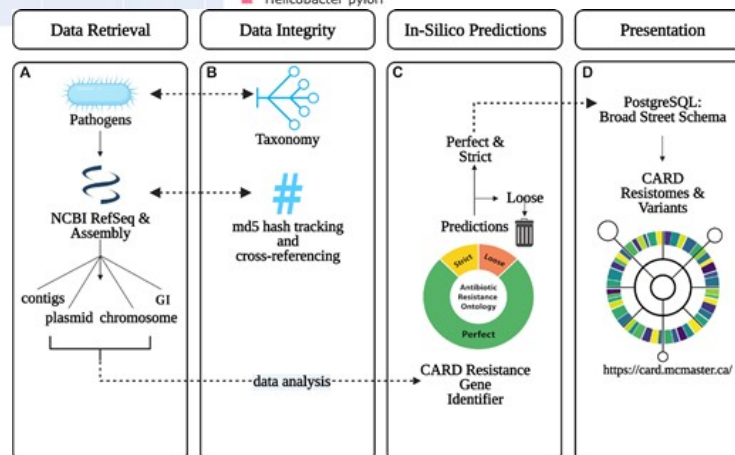 Helicobacter pylori
Data Retrieval
Data Integrity
In-Silico Predictions
Presentation
A
Pathogens
NCBI RefSeq &
Assembly
contigs
plasmid
chromosome
GI
B
Taxonomy
#
md5 hash tracking
and
cross-referencing
data analysis
C
Perfect &
Strict
Loose
Predictions
Strict
Loose
Antibiotic
Resistance
Ontology
Perfect
CARD Resistance
Gene
Identifier
D
PostgreSQL:
Broad Street Schema
CARD
Resistomes &
Variants
https://card.mcmaster.ca/